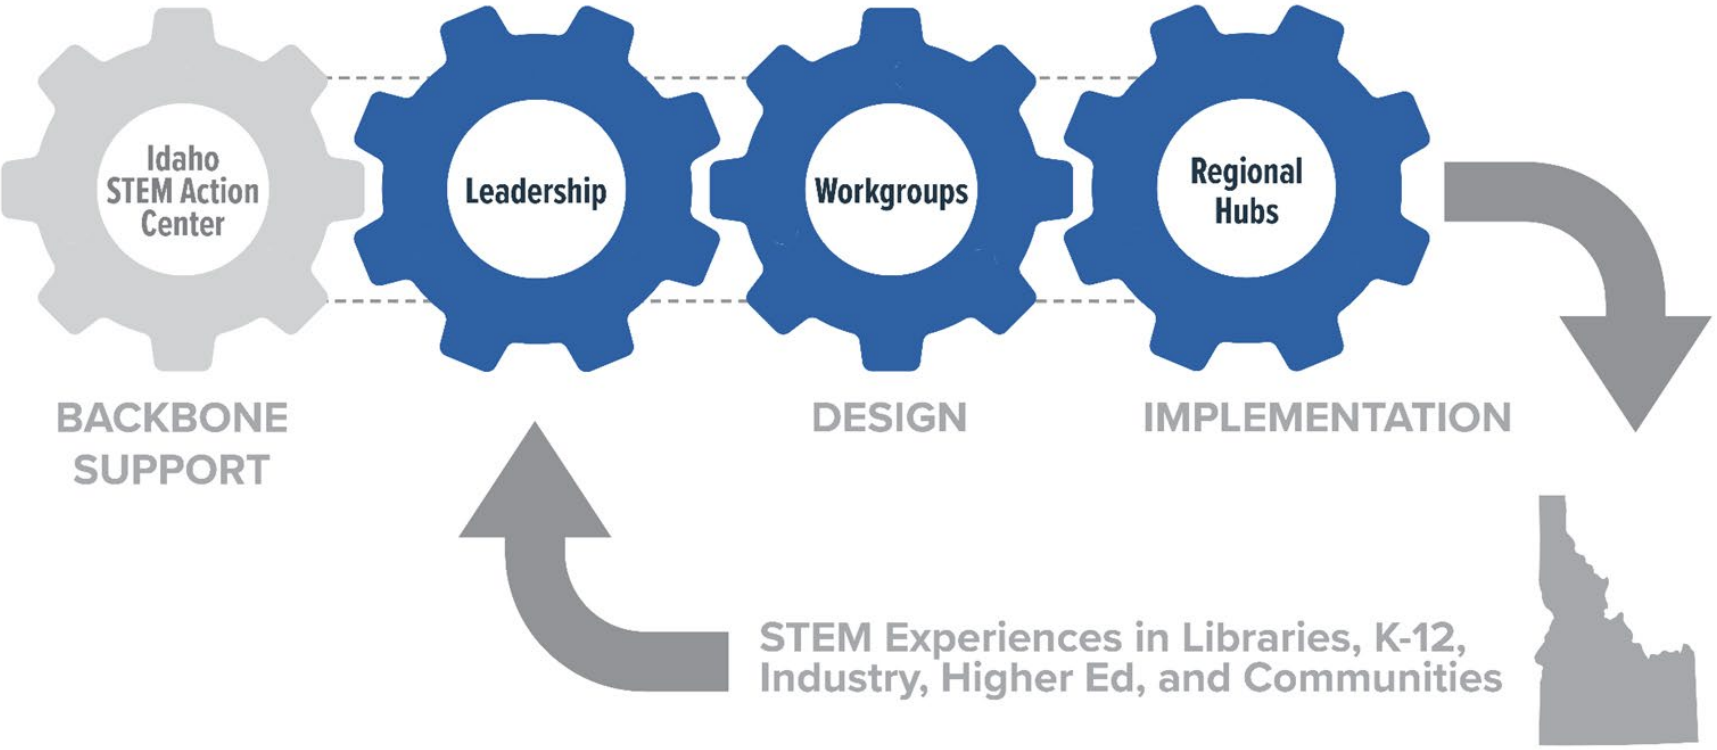 Idaho
STEM Action
Center
Leadership
Workgroups
Regional
Hubs
BACKBONE
SUPPORT
DESIGN
IMPLEMENTATION
STEM Experiences in Libraries, K-12,
Industry, Higher Ed, and Communities